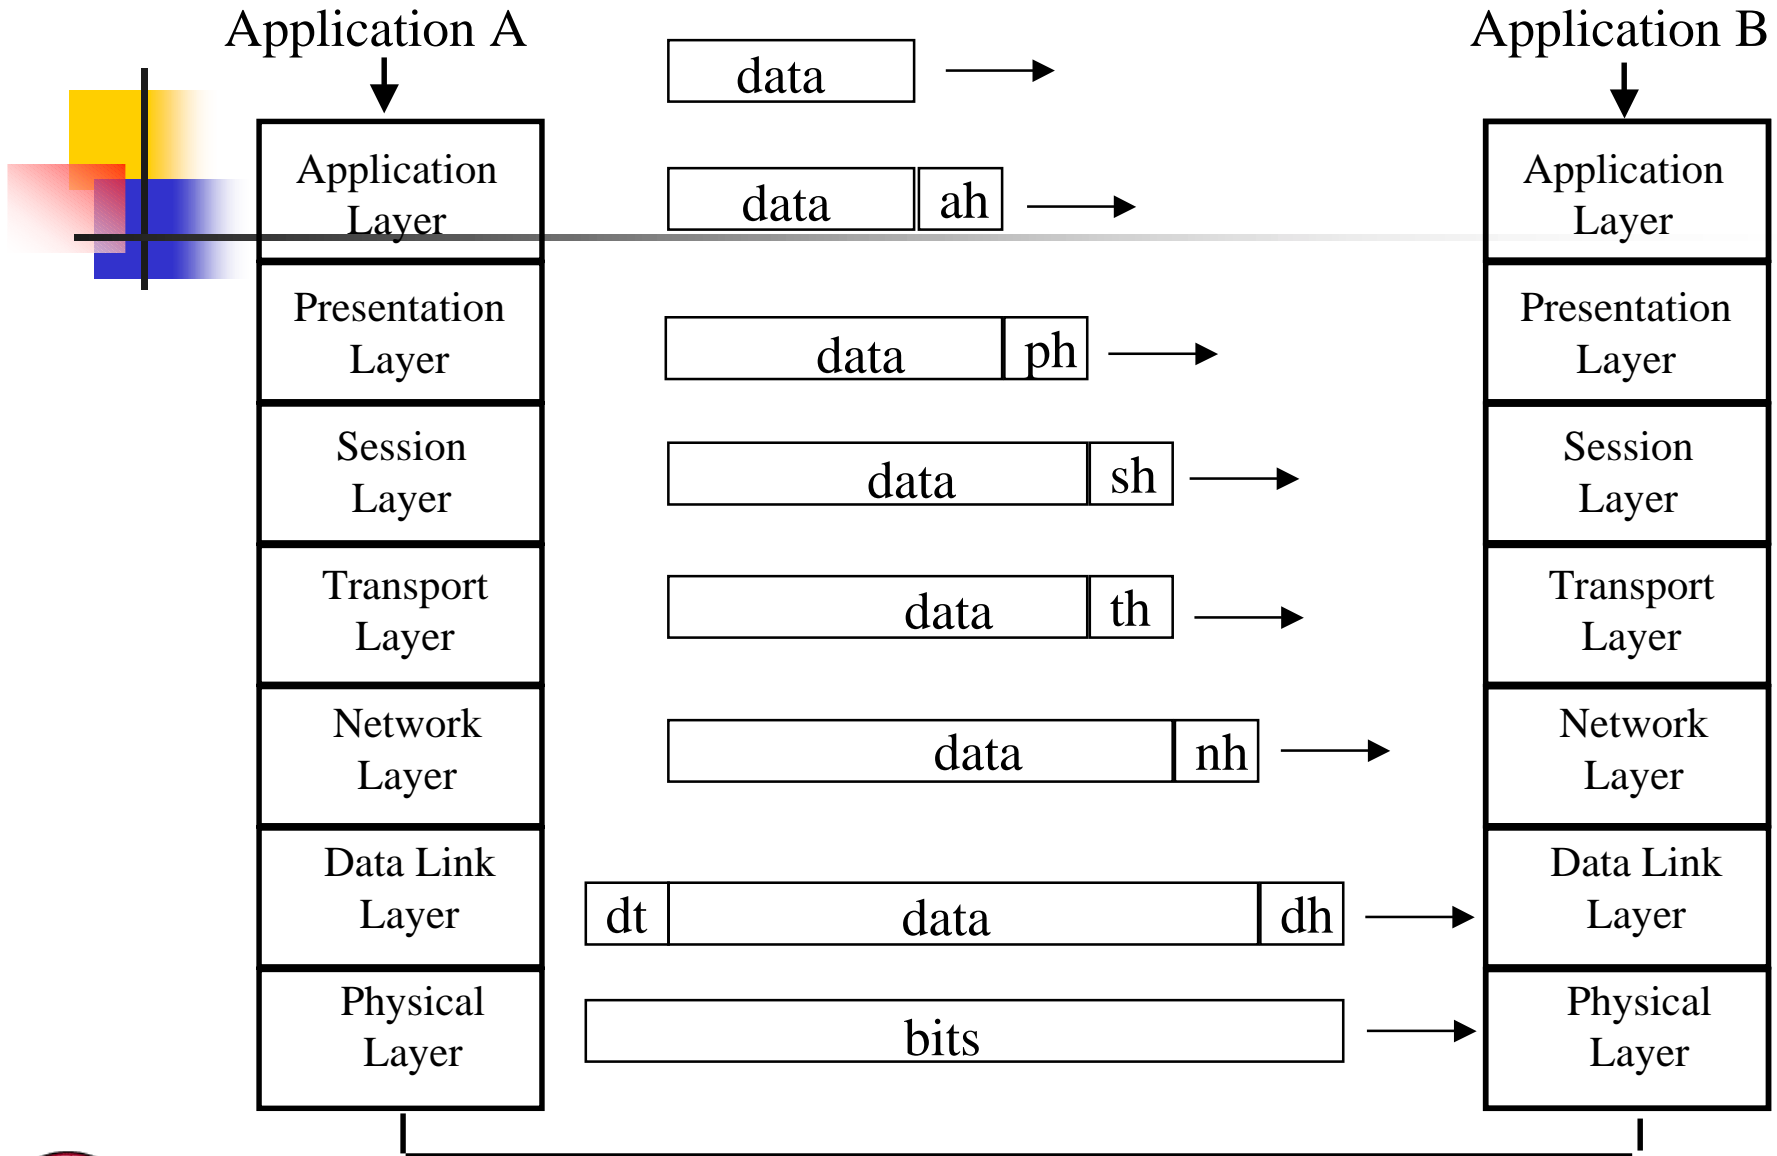 Application A
Application B
data
Application
Layer
data ah
Application
Layer
Presentation
Layer
data ph
Presentation
Layer
Session
Layer
data sh
Session
Layer
Transport
Layer
data th
Transport
Layer
Network
Layer
data nh
Network
Layer
Data Link
Layer
dt data dh
Data Link
Layer
Physical
Layer
bits
Physical
Layer